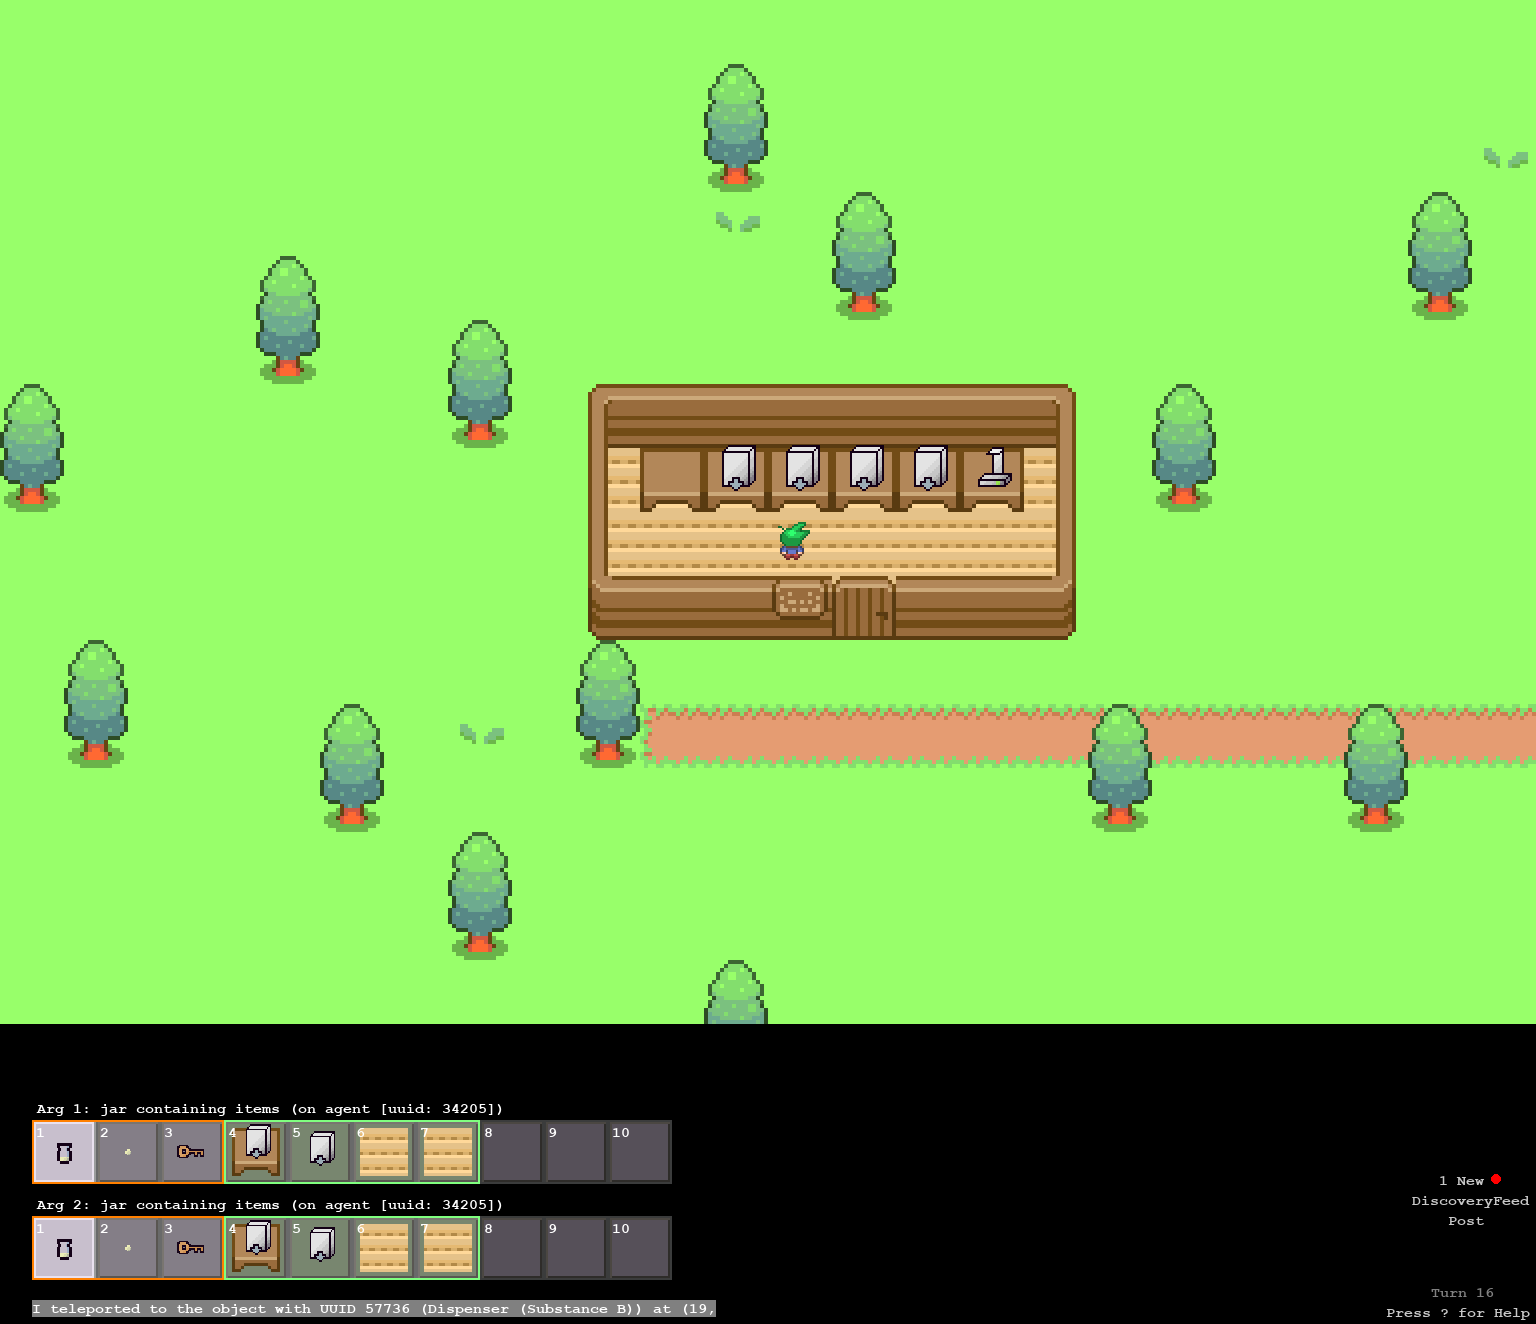 Arg 1: jar containing items (on agent [uuid: 34205])
1 2 3 4 5 6 7 8 9 10
Arg 2: jar containing items (on agent [uuid: 34205])
1 2 3 4 5 6 7 8 9 10
I teleported to the object with UUID 57736 (Dispenser (Substance B)) at (19,
1 New
DiscoveryFeed
Post
Turn 16
Press ? for Help